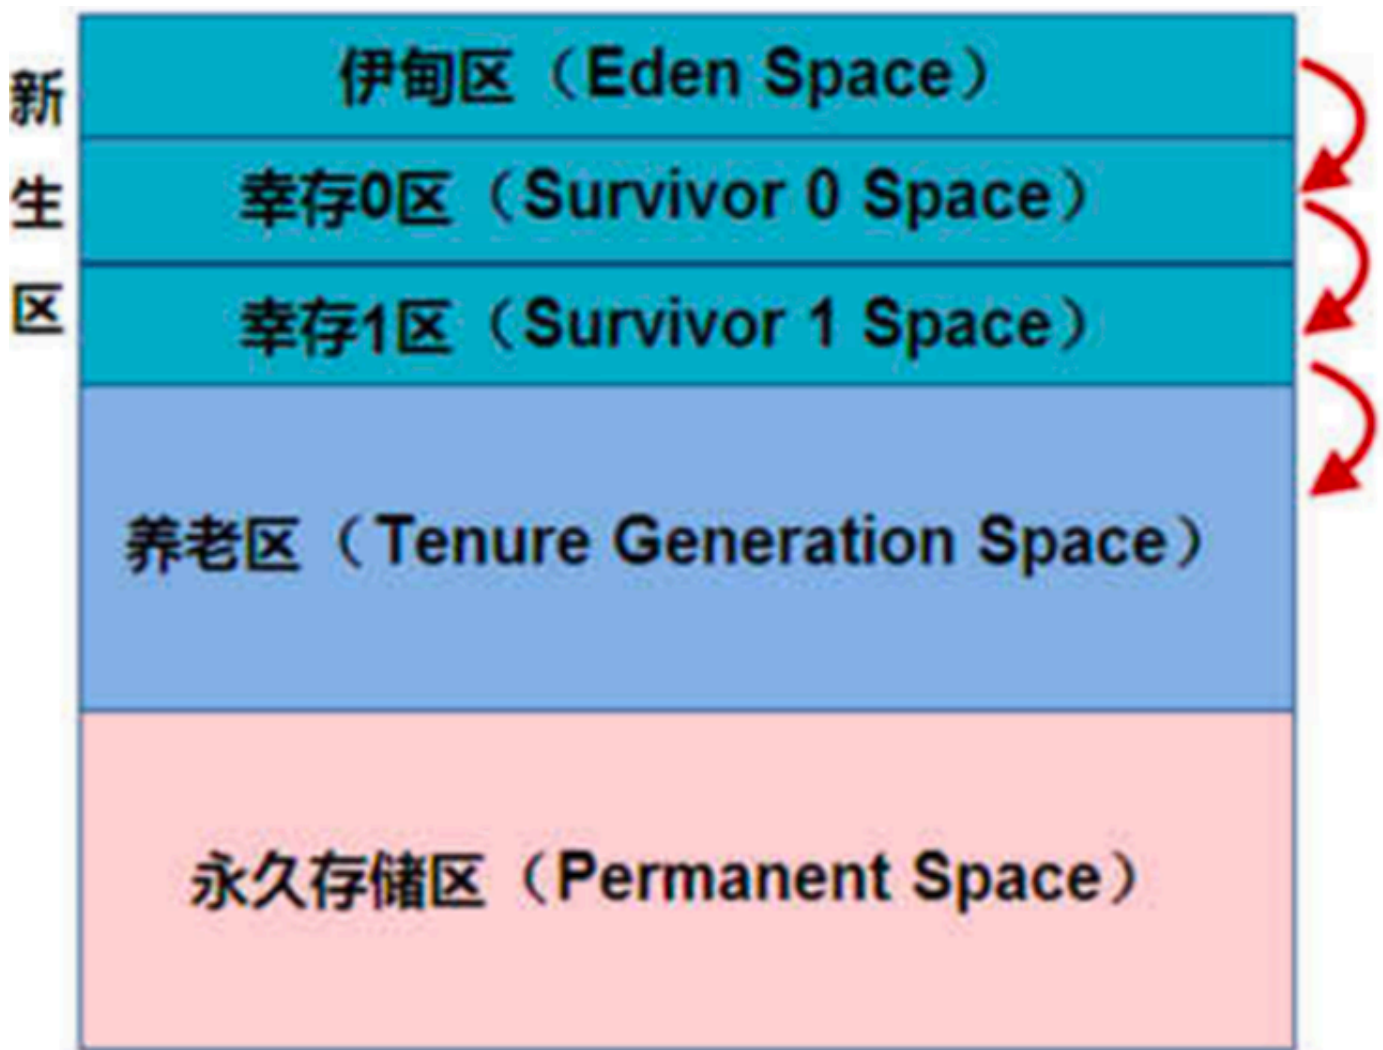 新生区
伊甸区（Eden Space）
幸存0区（Survivor 0 Space）
幸存1区（Survivor 1 Space）
养老区（Tenure Generation Space）
永久存储区（Permanent Space）